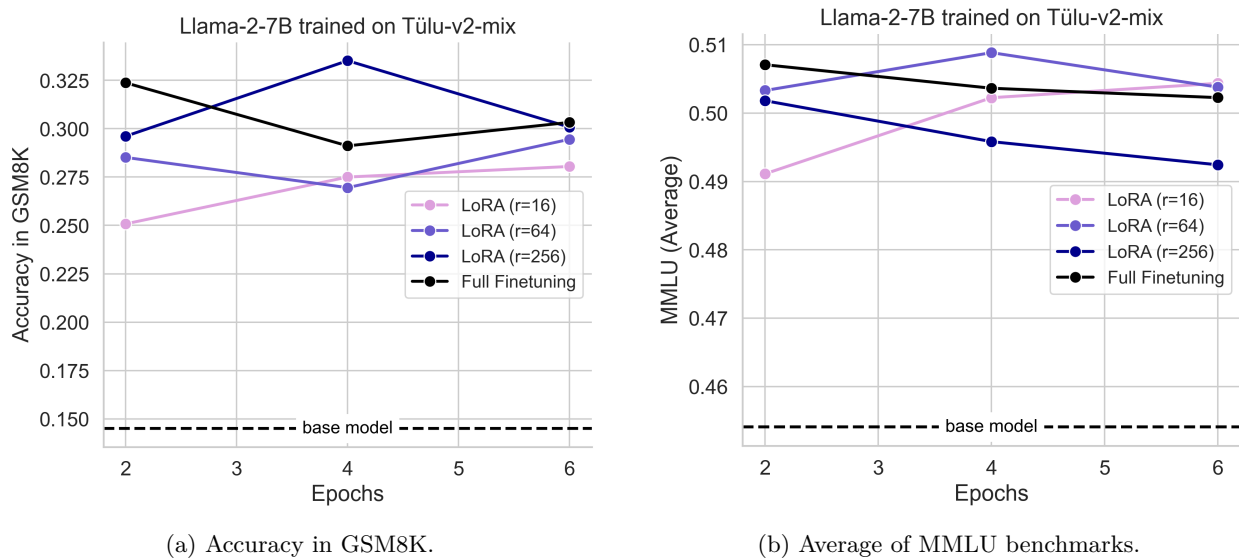 Llama-2-7B trained on Tülu-v2-mix
Accuracy in GSM8K
0.325
0.300
0.275
0.250
0.225
0.200
0.175
0.150
LoRA (r=16)
LoRA (r=64)
LoRA (r=256)
Full Finetuning
base model
2 3 4 5 6
Epochs
(a) Accuracy in GSM8K.
Llama-2-7B trained on Tülu-v2-mix
MMLU (Average)
0.51
0.50
0.49
0.48
0.47
0.46
LoRA (r=16)
LoRA (r=64)
LoRA (r=256)
Full Finetuning
base model
2 3 4 5 6
Epochs
(b) Average of MMLU benchmarks.